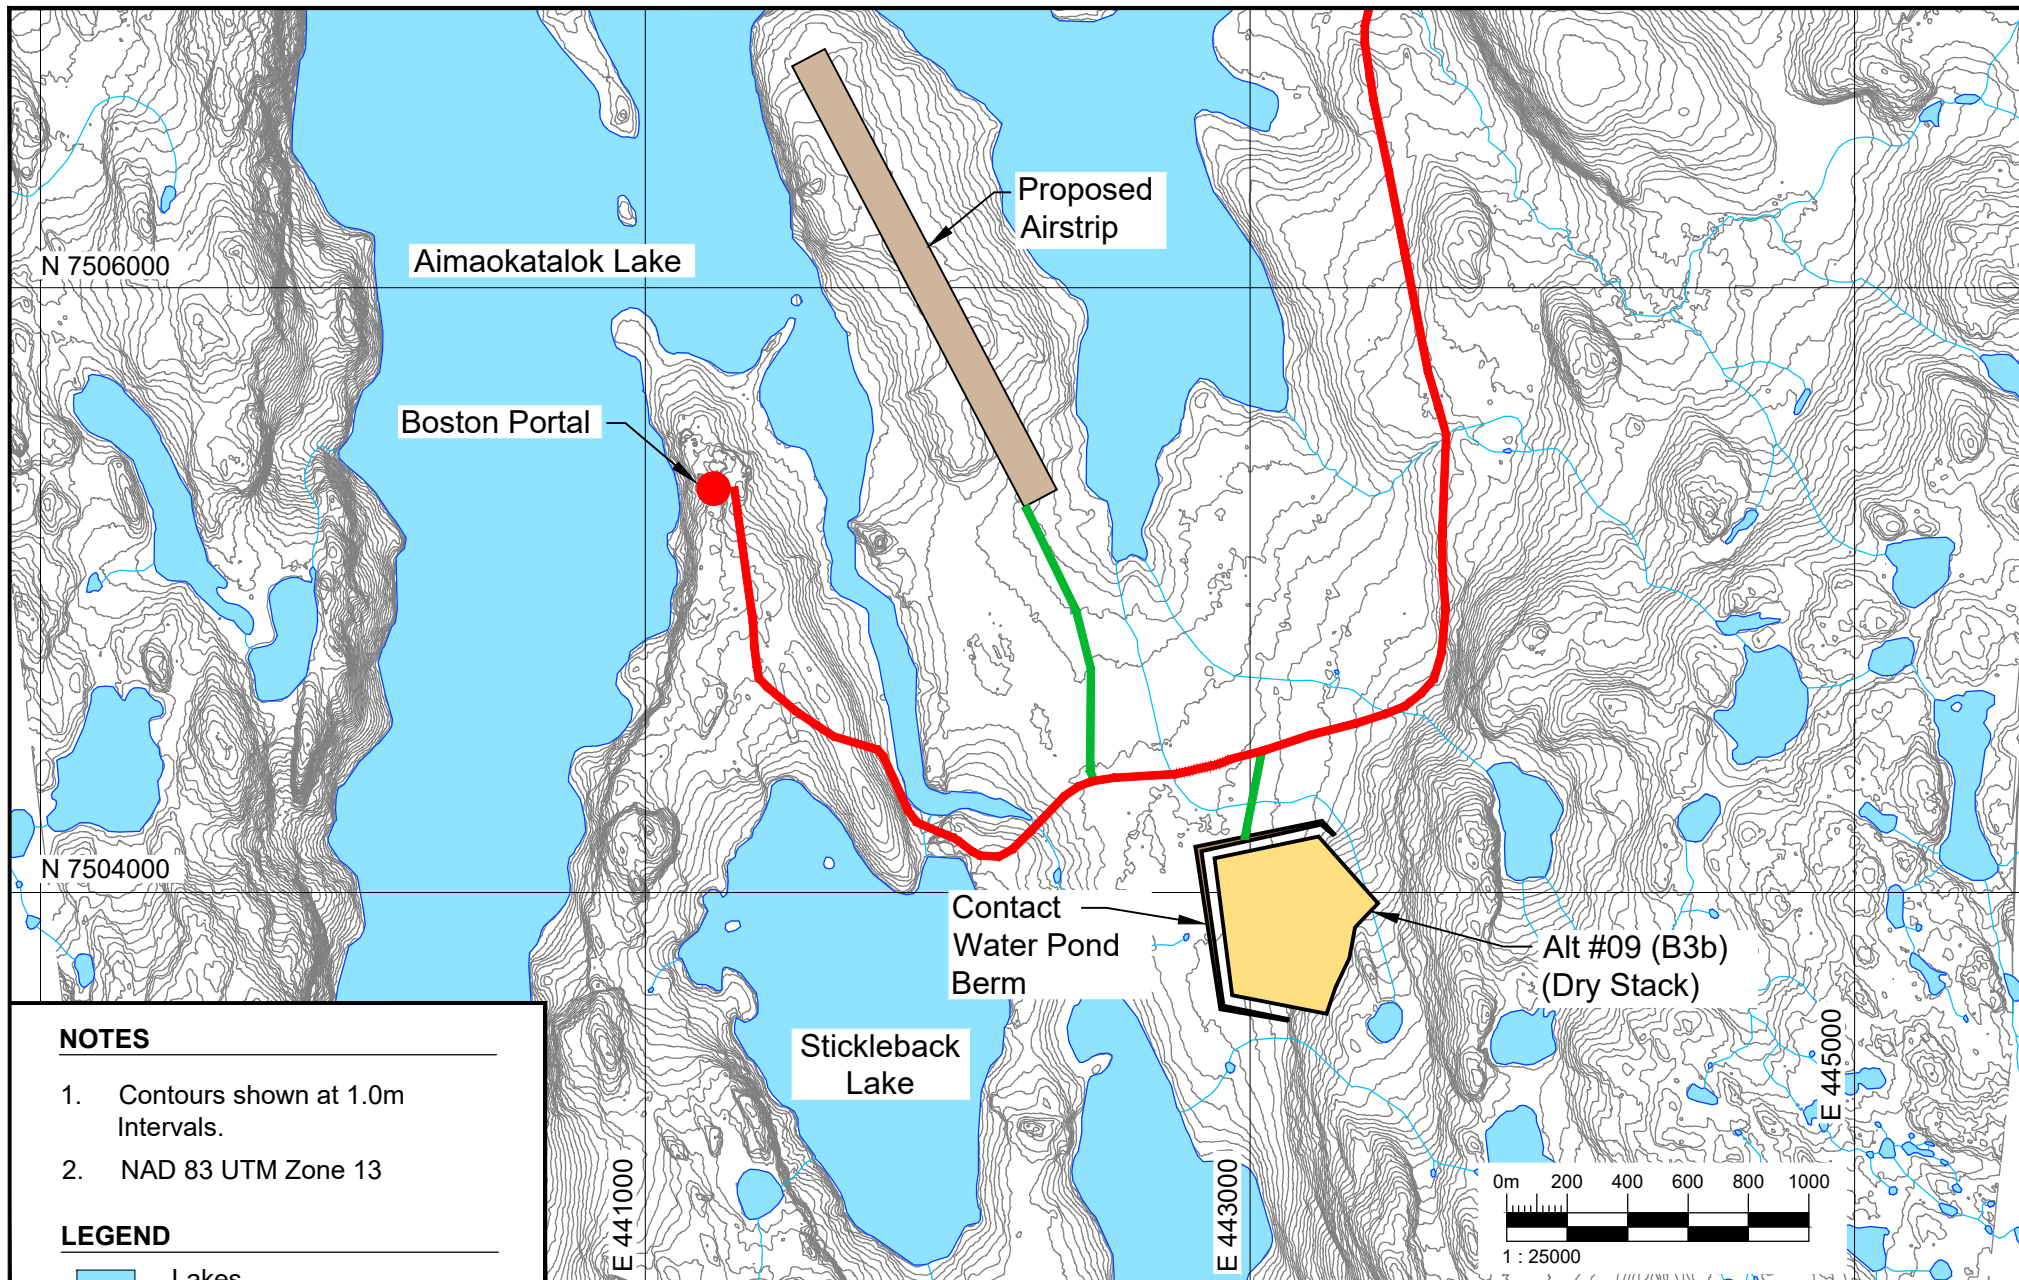 Proposed
Airstrip
N 7506000
Aimaokatalok Lake
Boston Portal
N 7504000
Contact
Water Pond
Berm
Alt #09 (B3b)
(Dry Stack)
Stickleback
Lake
E 441000
E 443000
E 445000
NOTES
1. Contours shown at 1.0m
Intervals.
2. NAD 83 UTM Zone 13
LEGEND
Lakes
0m 200 400 600 800 1000
1 : 25000